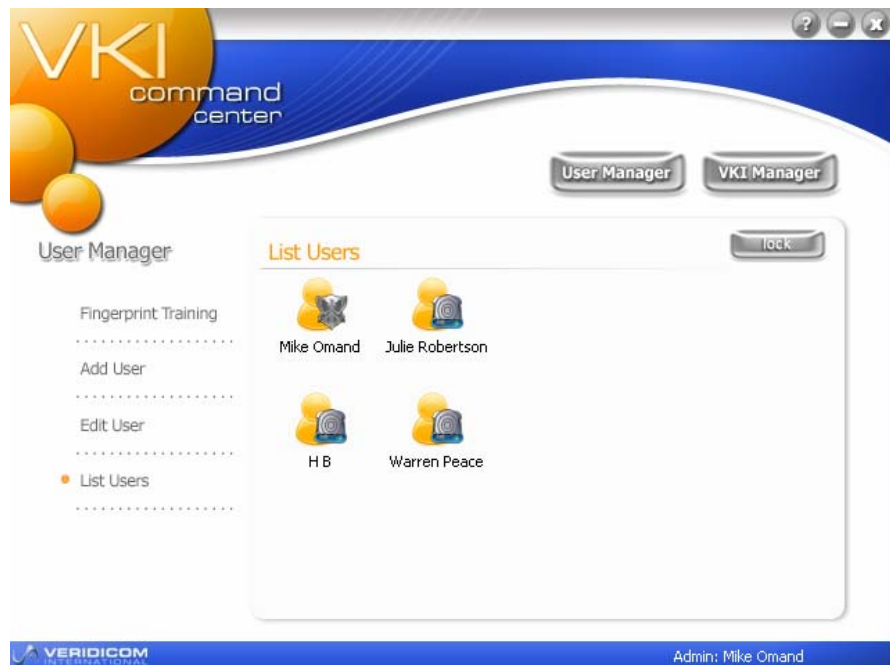 VKI
command
center
User Manager
VKI Manager
User Manager
List Users
lock
Fingerprint Training
Add User
Edit User
List Users
Mike Omand
Julie Robertson
H B
Warren Peace
VERIDICOM
INTERNATIONAL
Admin: Mike Omand